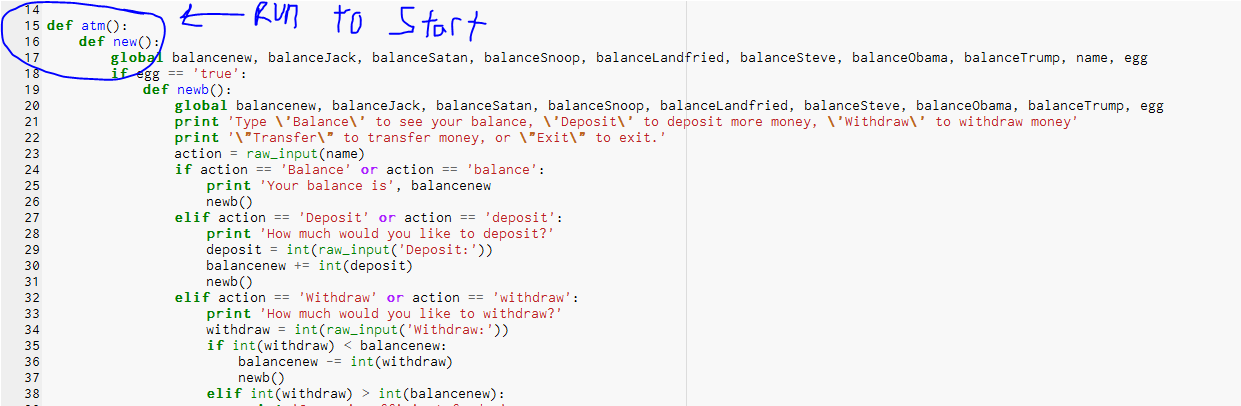 14
15 def atm(): ← RUN TO Start
16 def new():
17 global balancenew, balanceJack, balanceSatan, balanceSnoop, balanceLandfried, balanceSteve, balanceObama, balanceTrump, name, egg
18 if egg == 'true':
19 def newb():
20 global balancenew, balanceJack, balanceSatan, balanceSnoop, balanceLandfried, balanceSteve, balanceObama, balanceTrump, egg
21 print 'Type \'Balance\' to see your balance, \'Deposit\' to deposit more money, \'Withdraw\' to withdraw money'
22 print '\"Transfer\" to transfer money, or \"Exit\" to exit.'
23 action = raw_input(name)
24 if action == 'Balance' or action == 'balance':
25 print 'Your balance is', balancenew
26 newb()
27 elif action == 'Deposit' or action == 'deposit':
28 print 'How much would you like to deposit?'
29 deposit = int(raw_input('Deposit:'))
30 balancenew += int(deposit)
31 newb()
32 elif action == 'Withdraw' or action == 'withdraw':
33 print 'How much would you like to withdraw?'
34 withdraw = int(raw_input('Withdraw:'))
35 if int(withdraw) < balancenew:
36 balancenew -= int(withdraw)
37 newb()
38 elif int(withdraw) > int(balancenew):